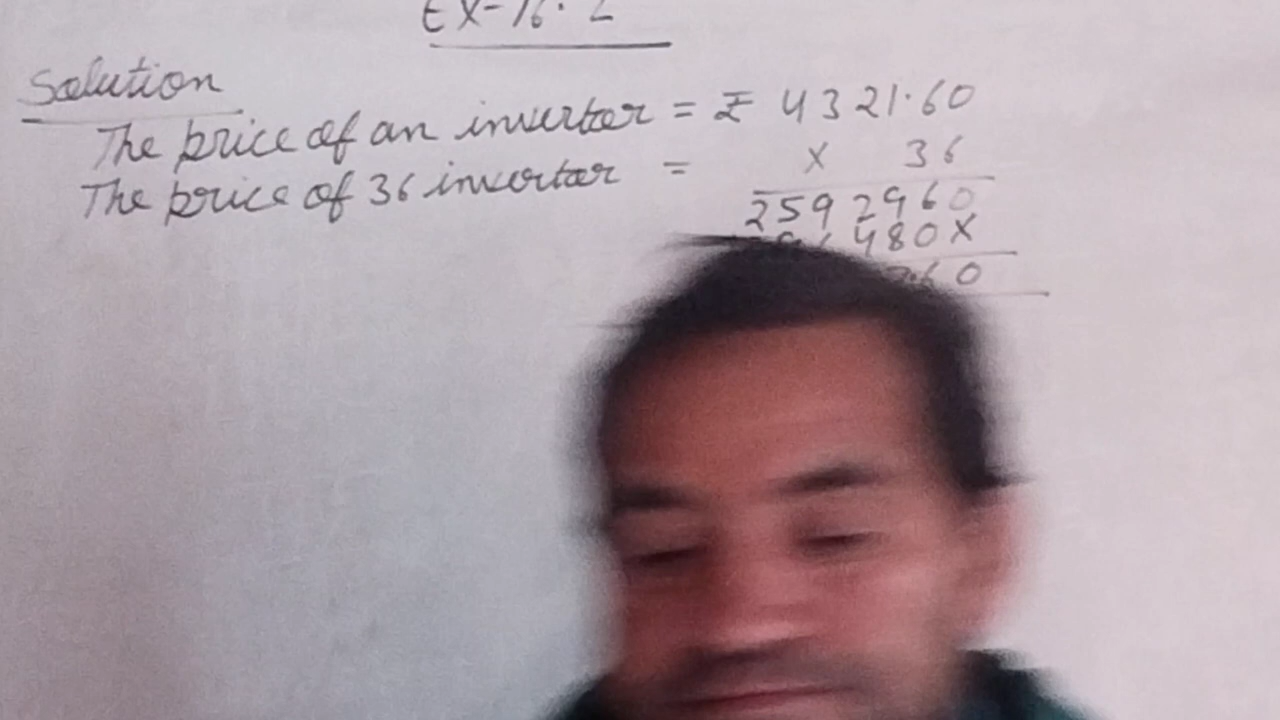 Ex-16.2
Solution
The price of an inverter = ₹ 4321.60
The price of 36 invertar = x 36
2592960
480x
60